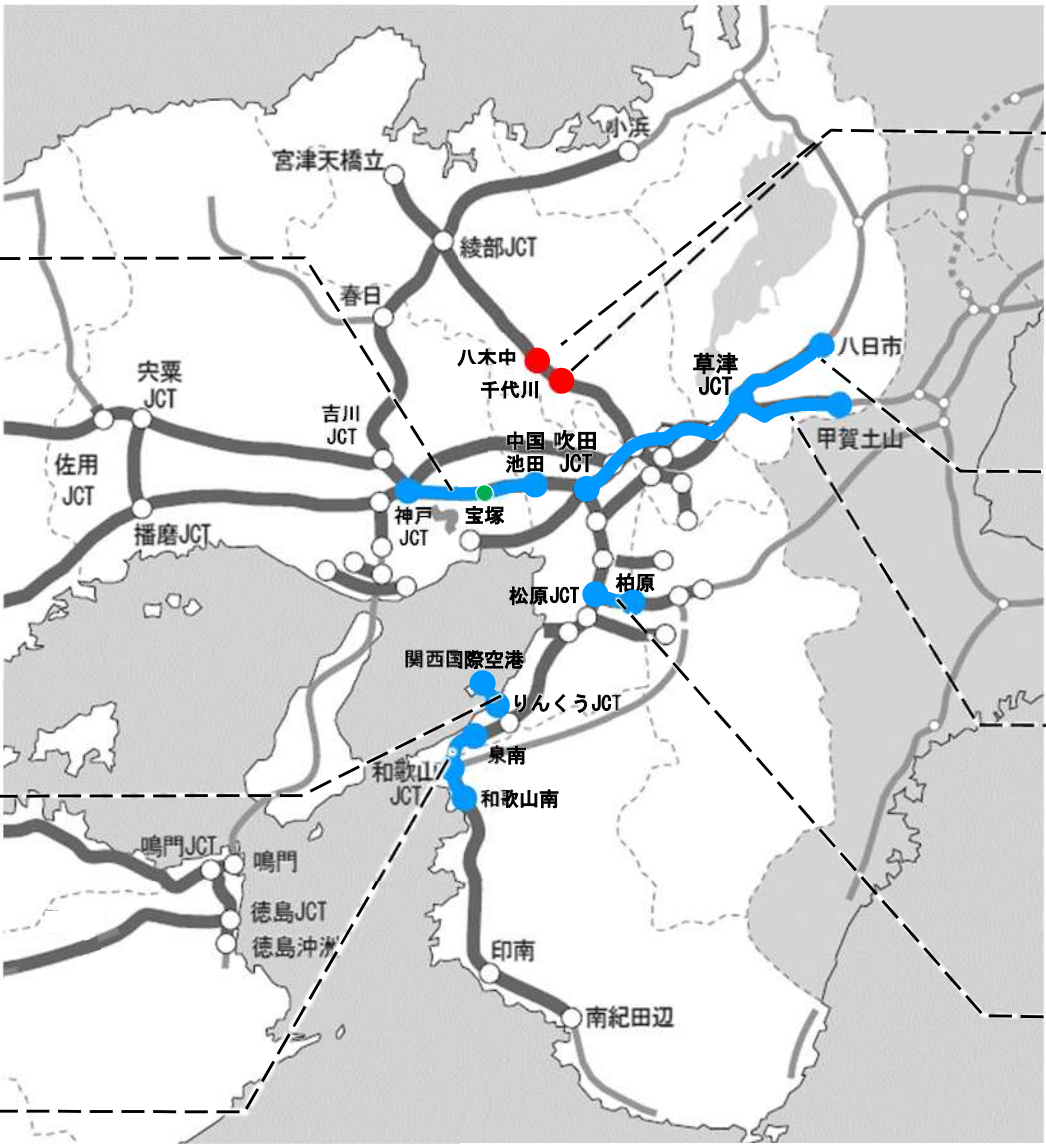 小浜
宮津天橋立
綾部JCT
春日
八木中
千代川
八日市
草津
JCT
宍粟
JCT
吉川
JCT
中国
池田
吹田
JCT
甲賀土山
佐用
JCT
神戸
JCT
宝塚
播磨JCT
松原JCT
柏原
関西国際空港
りんくうJCT
泉南
和歌山
JCT
和歌山南
鳴門JCT
鳴門
徳島JCT
徳島沖洲
印南
南紀田辺